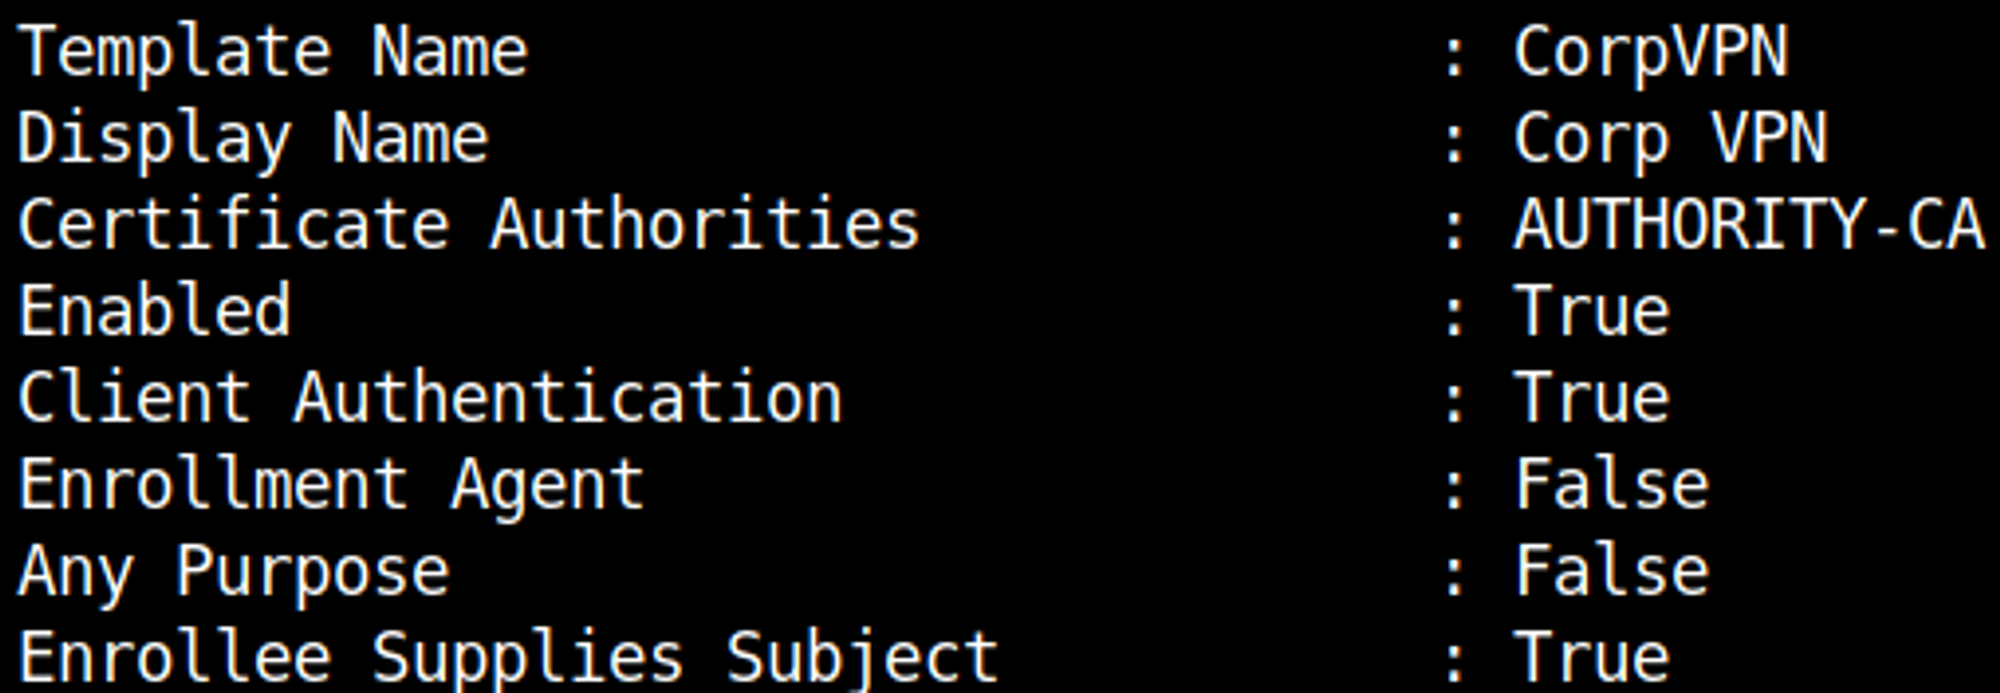 Template Name : CorpVPN
Display Name : Corp VPN
Certificate Authorities : AUTHORITY-CA
Enabled : True
Client Authentication : True
Enrollment Agent : False
Any Purpose : False
Enrollee Supplies Subject : True